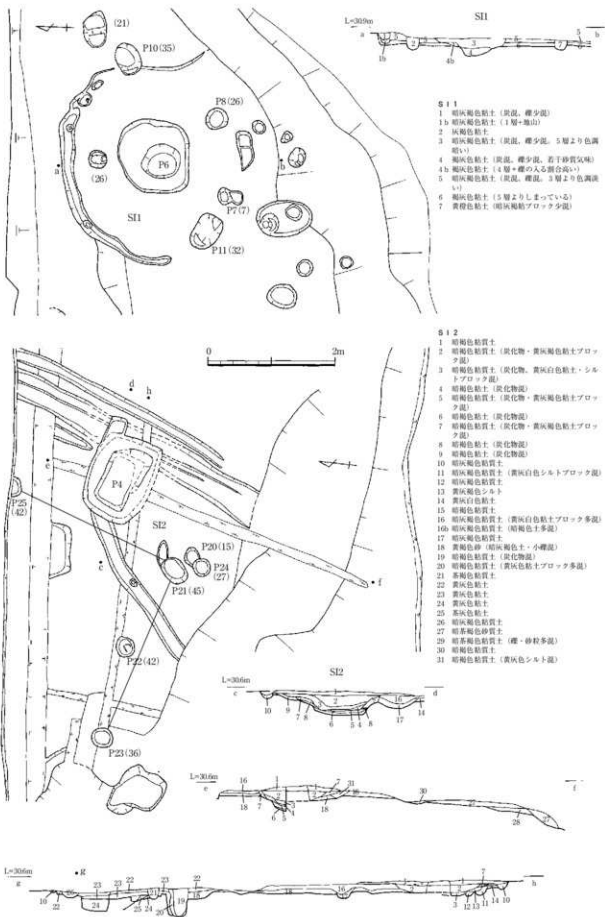 (21)
P10(35)
P8(26)
a
(26)
P6
b
SI1
P7(7)
P11(32)
L=30.9m
SI1
a
b
1b
2
4b
3
7
5
SI1
1 暗灰褐色粘土（炭混、礫少混）
1b 暗灰褐色粘土（1層+地山）
2 灰褐色粘土
3 暗灰褐色粘土（炭混、礫少混、5層より色調
暗い）
4 褐灰色粘土（炭混、礫少混、若干砂質気味）
4b 褐灰色粘土（4層+礫の入る割合高い）
5 暗灰褐色粘土（炭混、礫混、3層より色調淡
い）
6 褐灰色粘土（5層よりしまっている）
7 黄橙色粘土（暗灰褐粘ブロック少混）
0
2m
d
h
e
P4
P25
(42)
SI2
c
P20(15)
P24
(27)
P21(45)
f
P22(42)
P23(36)
g
SI2
1 暗褐色粘質土
2 暗褐色粘質土（炭化物・黄灰褐色粘土ブロッ
ク混）
3 暗褐色粘質土（炭化物、黄灰白色粘土・シル
トブロック混）
4 暗褐色粘土（炭化物混）
5 暗褐色粘土（炭化物・黄灰褐色粘土ブロッ
ク混）
6 暗褐色粘土（炭化物混）
7 暗褐色粘土（炭化物・黄灰褐色粘土ブロッ
ク混）
8 暗褐色粘土（炭化物混）
9 暗褐色粘土（炭化物混）
10 暗灰褐色粘質土
11 暗灰褐色粘質土（黄灰白色シルトブロック混）
12 暗灰褐色粘質土
13 黄灰褐色シルト
14 黄灰白色粘土
15 暗褐色粘質土
16 暗灰褐色粘質土（黄灰白色粘土ブロック多混）
16b 暗灰褐色粘質土（暗褐色土多混）
17 暗灰褐色粘質土
18 黄褐色砂（暗灰褐色土・小礫混）
19 暗褐色粘質土（炭化物混）
20 暗褐色粘質土（黄灰色粘土ブロック多混）
21 茶褐色粘質土
22 黄灰色粘土
23 黄灰色粘土
24 黄灰色粘土
25 茶灰色粘土
26 暗灰褐色粘質土
27 暗茶褐色砂質土
29 暗茶褐色粘質土（礫・砂粒多混）
30 暗褐色粘質土
31 暗褐色粘質土（黄灰色シルト混）
SI2
L=30.6m
c
d
2
16
10
9
7
8
6
5
4
8
17
14
L=30.6m
e
f
16
1
7
31
18
6
5
18
30
28
L=30.6m
g
h
23
23
22
23
22
7
10
22
24
25
24
20
19
16
3
12
13
11
14
10